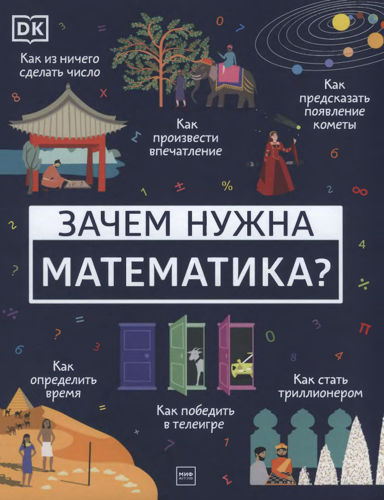 DK
Как из ничего
сделать число
Как
произвести
впечатление
Как
предсказать
появление
кометы
ЗАЧЕМ НУЖНА
МАТЕМАТИКА?
Как
определить
время
Как победить
в телеигре
Как стать
триллионером
МИФ